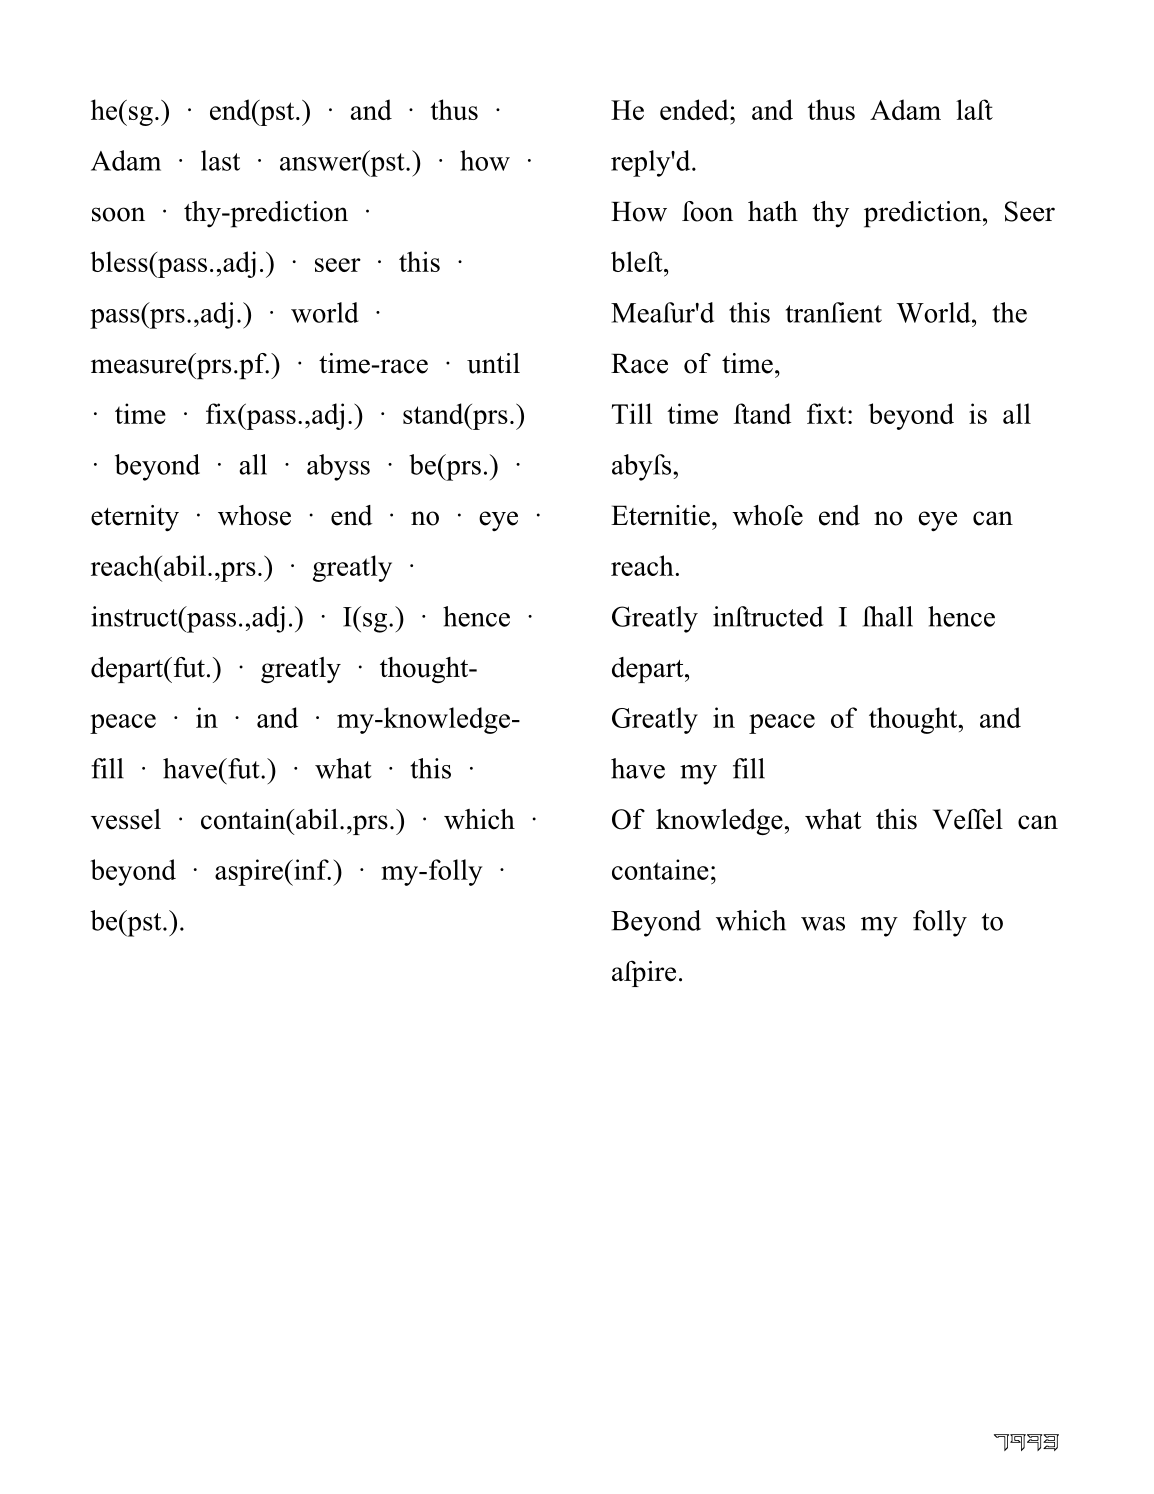 he(sg.) · end(pst.) · and · thus ·
Adam · last · answer(pst.) · how ·
soon · thy-prediction ·
bless(pass.,adj.) · seer · this ·
pass(prs.,adj.) · world ·
measure(prs.pf.) · time-race · until
· time · fix(pass.,adj.) · stand(prs.)
· beyond · all · abyss · be(prs.) ·
eternity · whose · end · no · eye ·
reach(abil.,prs.) · greatly ·
instruct(pass.,adj.) · I(sg.) · hence ·
depart(fut.) · greatly · thought-
peace · in · and · my-knowledge-
fill · have(fut.) · what · this ·
vessel · contain(abil.,prs.) · which ·
beyond · aspire(inf.) · my-folly ·
be(pst.).
He ended; and thus Adam laſt
reply'd.
How ſoon hath thy prediction, Seer
bleſt,
Meaſur'd this tranſient World, the
Race of time,
Till time ſtand fixt: beyond is all
abyſs,
Eternitie, whoſe end no eye can
reach.
Greatly inſtructed I ſhall hence
depart,
Greatly in peace of thought, and
have my fill
Of knowledge, what this Veſſel can
containe;
Beyond which was my folly to
aſpire.